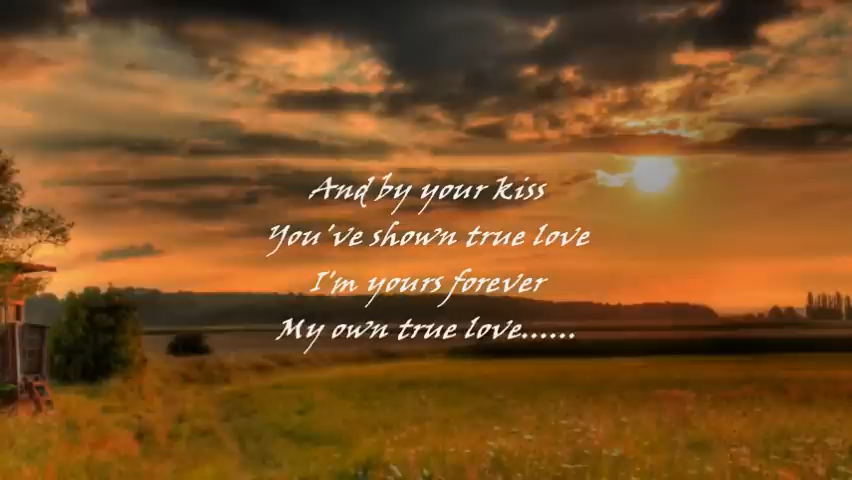 And by your kiss
You've shown true love
I'm yours forever
My own true love......